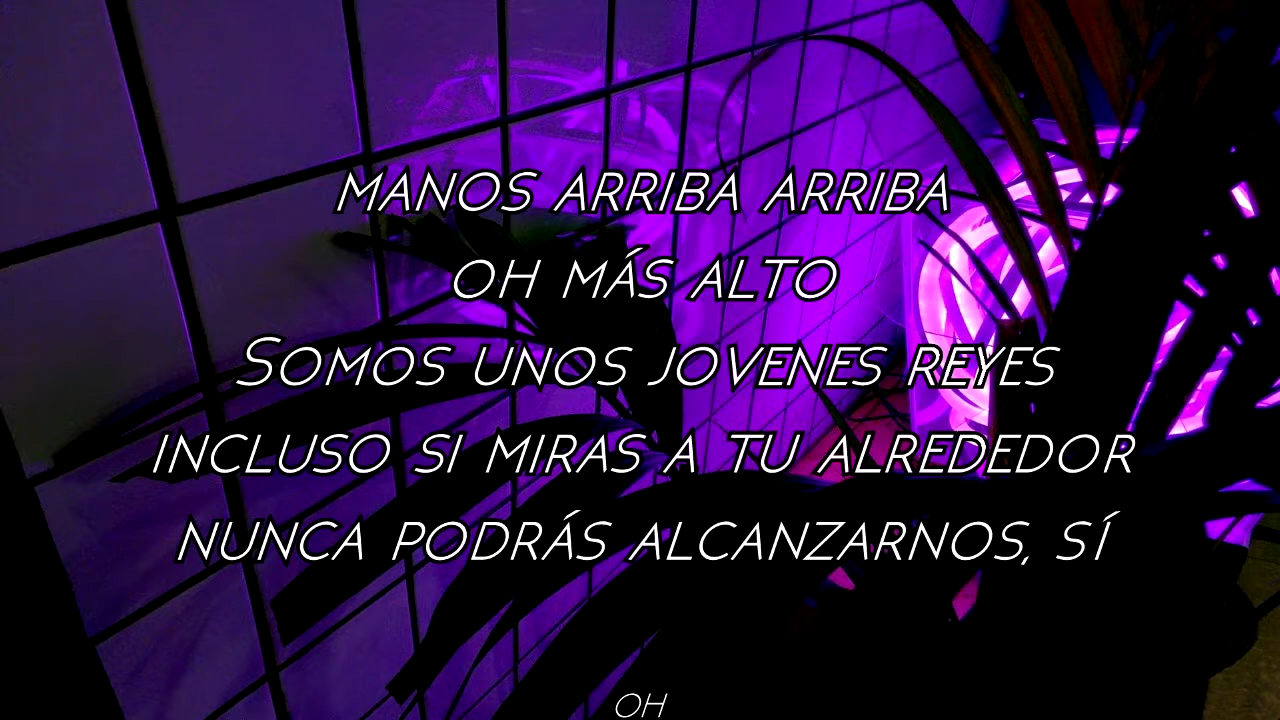 MANOS ARRIBA ARRIBA
OH MÁS ALTO
SOMOS UNOS JOVENES REYES
INCLUSO SI MIRAS A TU ALREDEDOR
NUNCA PODRÁS ALCANZARNOS, SÍ
OH